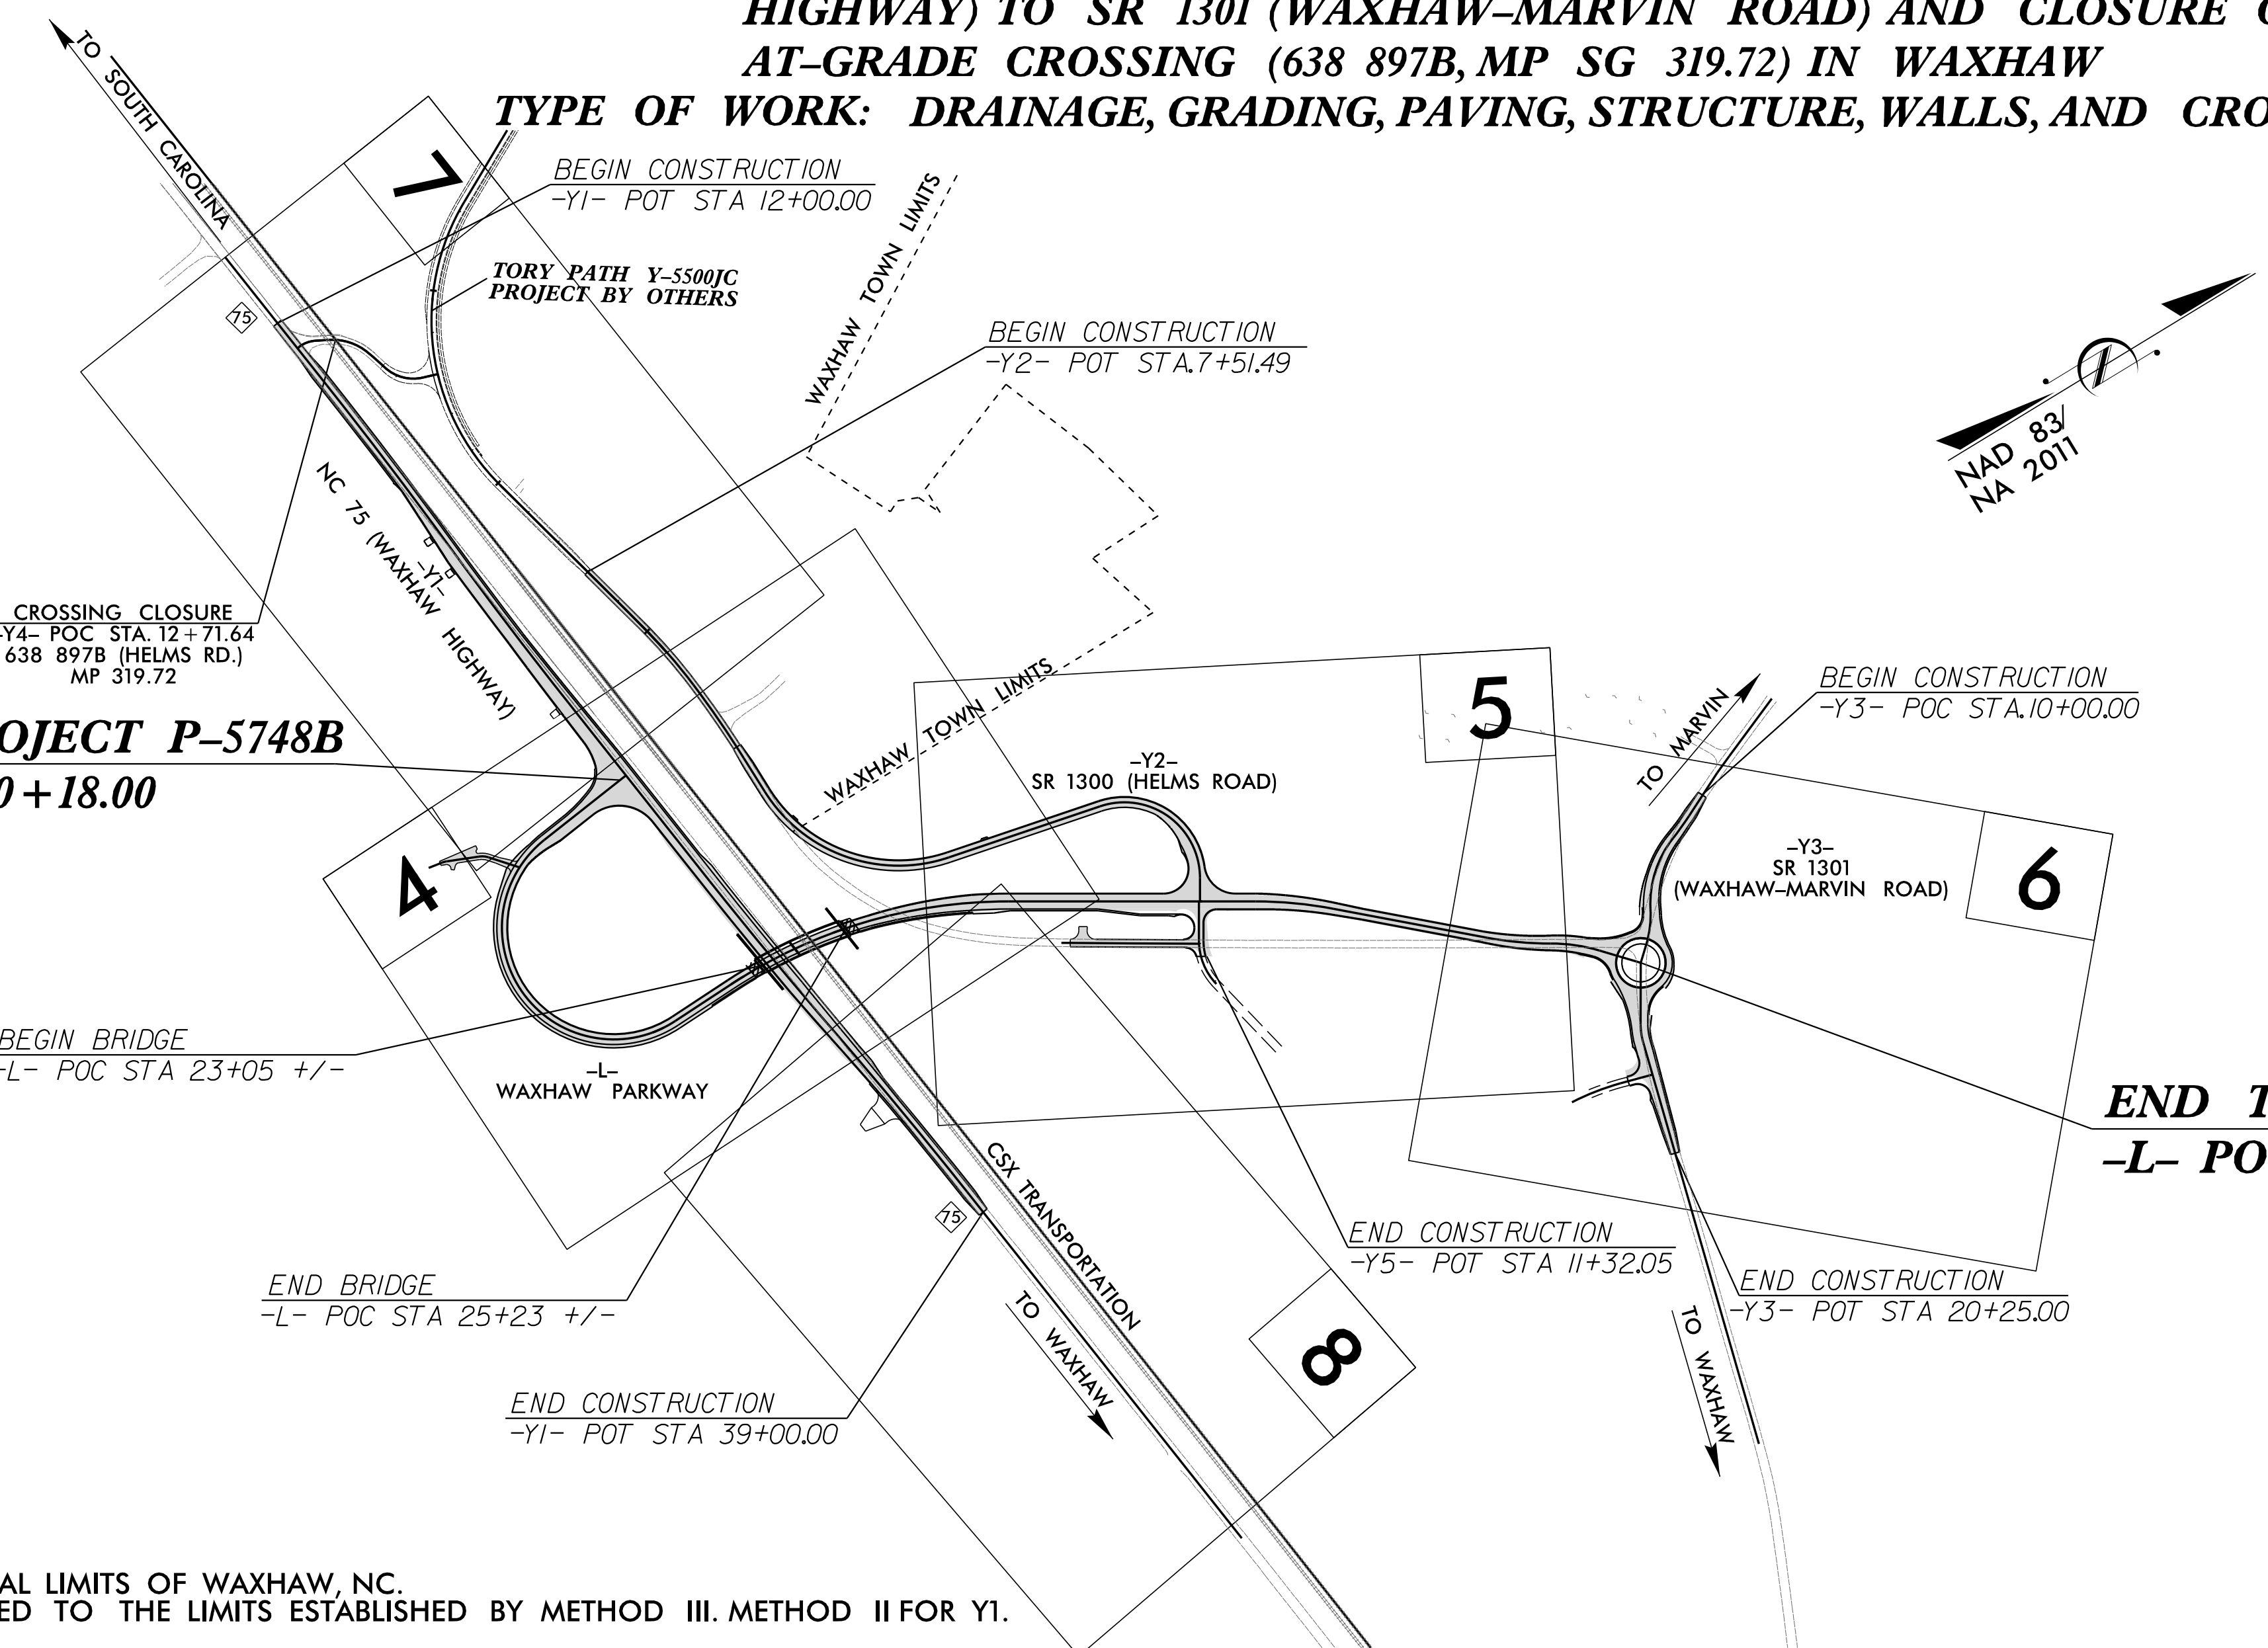 HIGHWAY) TO SR 1301 (WAXHAW–MARVIN ROAD) AND CLOSURE
AT–GRADE CROSSING (638 897B, MP SG 319.72) IN WAXHAW
TYPE OF WORK: DRAINAGE, GRADING, PAVING, STRUCTURE, WALLS, AND CRO
TO SOUTH CAROLINA
7
BEGIN CONSTRUCTION
-Y1- POT STA 12+00.00
TORY PATH Y–5500JC
PROJECT BY OTHERS
WAXHAW TOWN LIMITS
75
BEGIN CONSTRUCTION
-Y2- POT STA.7+51.49
NAD 83/
NA 2011
NC 75 (WAXHAW HIGHWAY)
-Y1-
CROSSING CLOSURE
-Y4– POC STA. 12+71.64
638 897B (HELMS RD.)
MP 319.72
OJECT P–5748B
0+18.00
WAXHAW TOWN LIMITS
5
TO MARVIN
BEGIN CONSTRUCTION
-Y3- POC STA.10+00.00
–Y2–
SR 1300 (HELMS ROAD)
–Y3–
SR 1301
(WAXHAW–MARVIN ROAD)
6
4
BEGIN BRIDGE
-L- POC STA 23+05 +/-
–L–
WAXHAW PARKWAY
END T
–L– PO
CSX TRANSPORTATION
75
END CONSTRUCTION
-Y5- POT STA 11+32.05
END CONSTRUCTION
-Y3- POT STA 20+25.00
END BRIDGE
-L- POC STA 25+23 +/-
TO WAXHAW
TO WAXHAW
8
END CONSTRUCTION
-Y1- POT STA 39+00.00
AL LIMITS OF WAXHAW, NC.
ED TO THE LIMITS ESTABLISHED BY METHOD III. METHOD II FOR Y1.